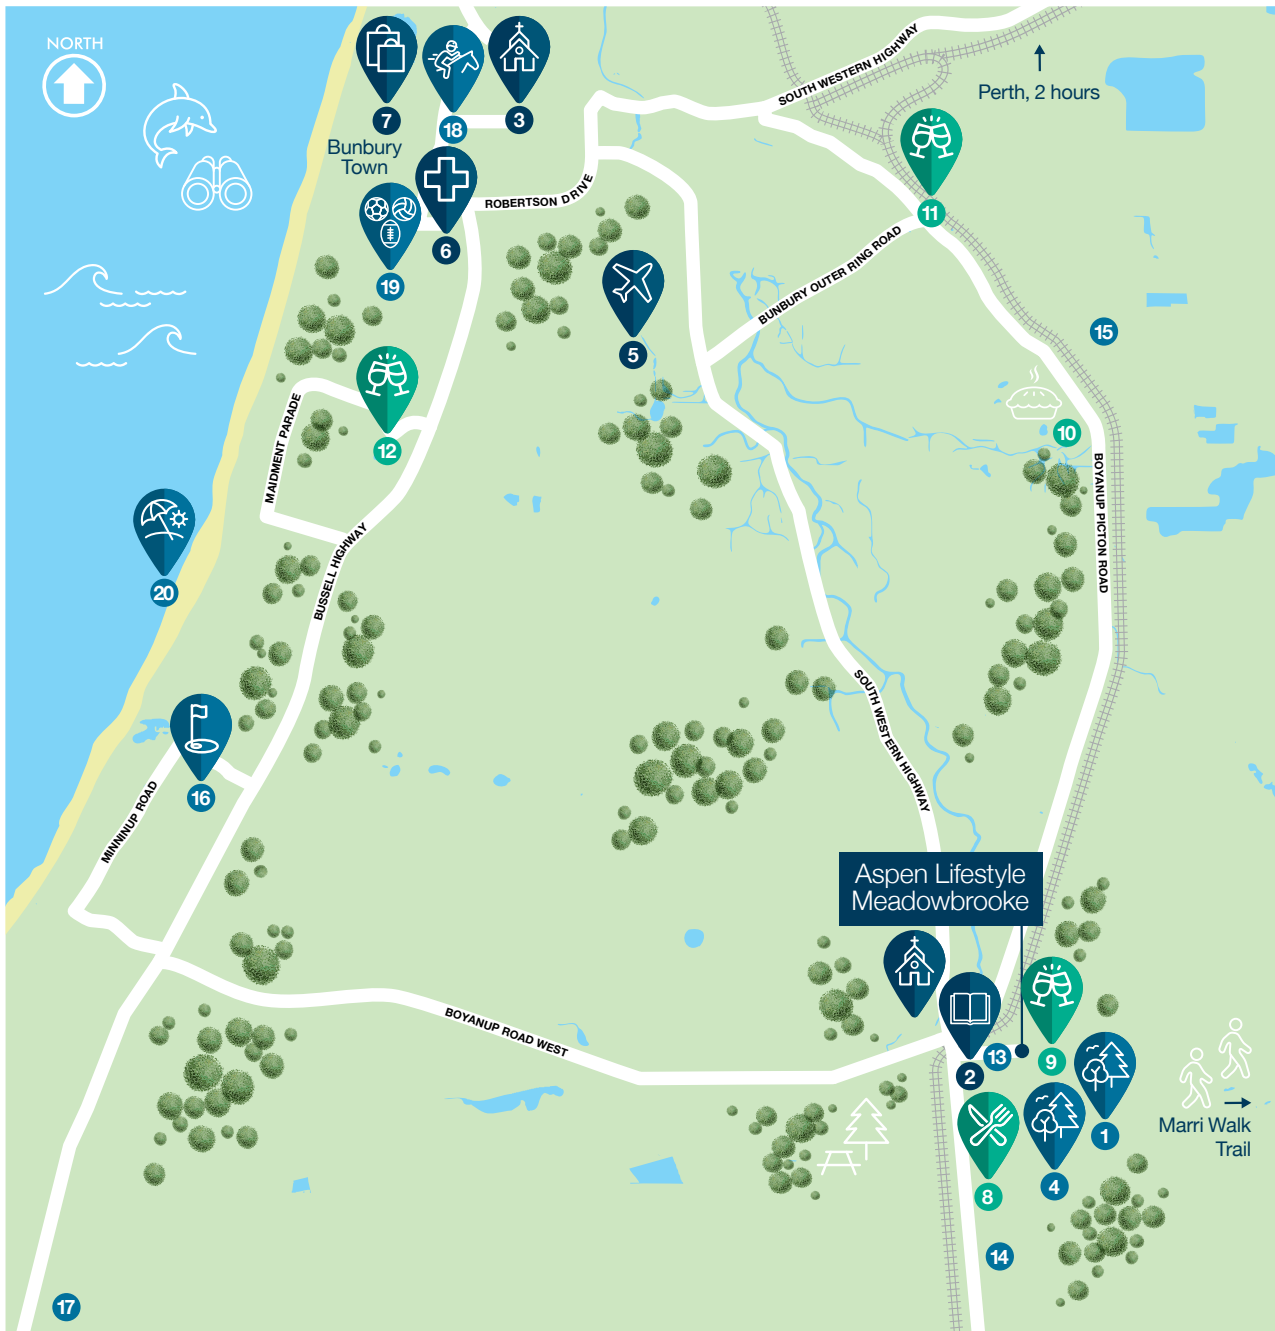 NORTH
SOUTH WESTERN HIGHWAY
Perth, 2 hours
7
18
3
Bunbury
Town
ROBERTSON DRIVE
11
6
19
BUNBURY OUTER RING ROAD
5
15
12
10
MAIDMENT PARADE
BOYANUP PICTON ROAD
BUSSELL HIGHWAY
20
SOUTH WESTERN HIGHWAY
16
MINNINUP ROAD
Aspen Lifestyle
Meadowbrooke
BOYANUP ROAD WEST
2
13
9
1
Marri Walk
Trail
4
8
14
17